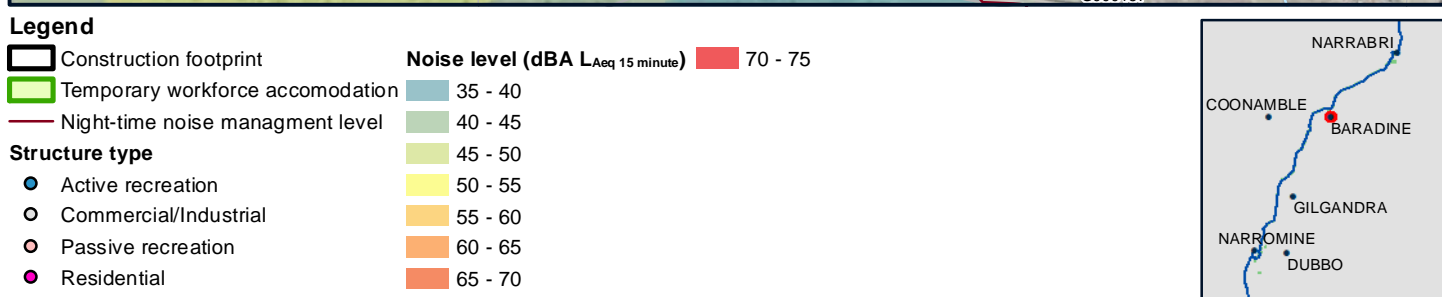 Legend
Construction footprint
Temporary workforce accomodation
Night-time noise managment level
Structure type
Active recreation
Commercial/Industrial
Passive recreation
Residential
Noise level (dBA LAeq 15 minute)
35 - 40
40 - 45
45 - 50
50 - 55
55 - 60
60 - 65
65 - 70
70 - 75
NARRABRI
COONAMBLE
BARADINE
GILGANDRA
NARROMINE
DUBBO